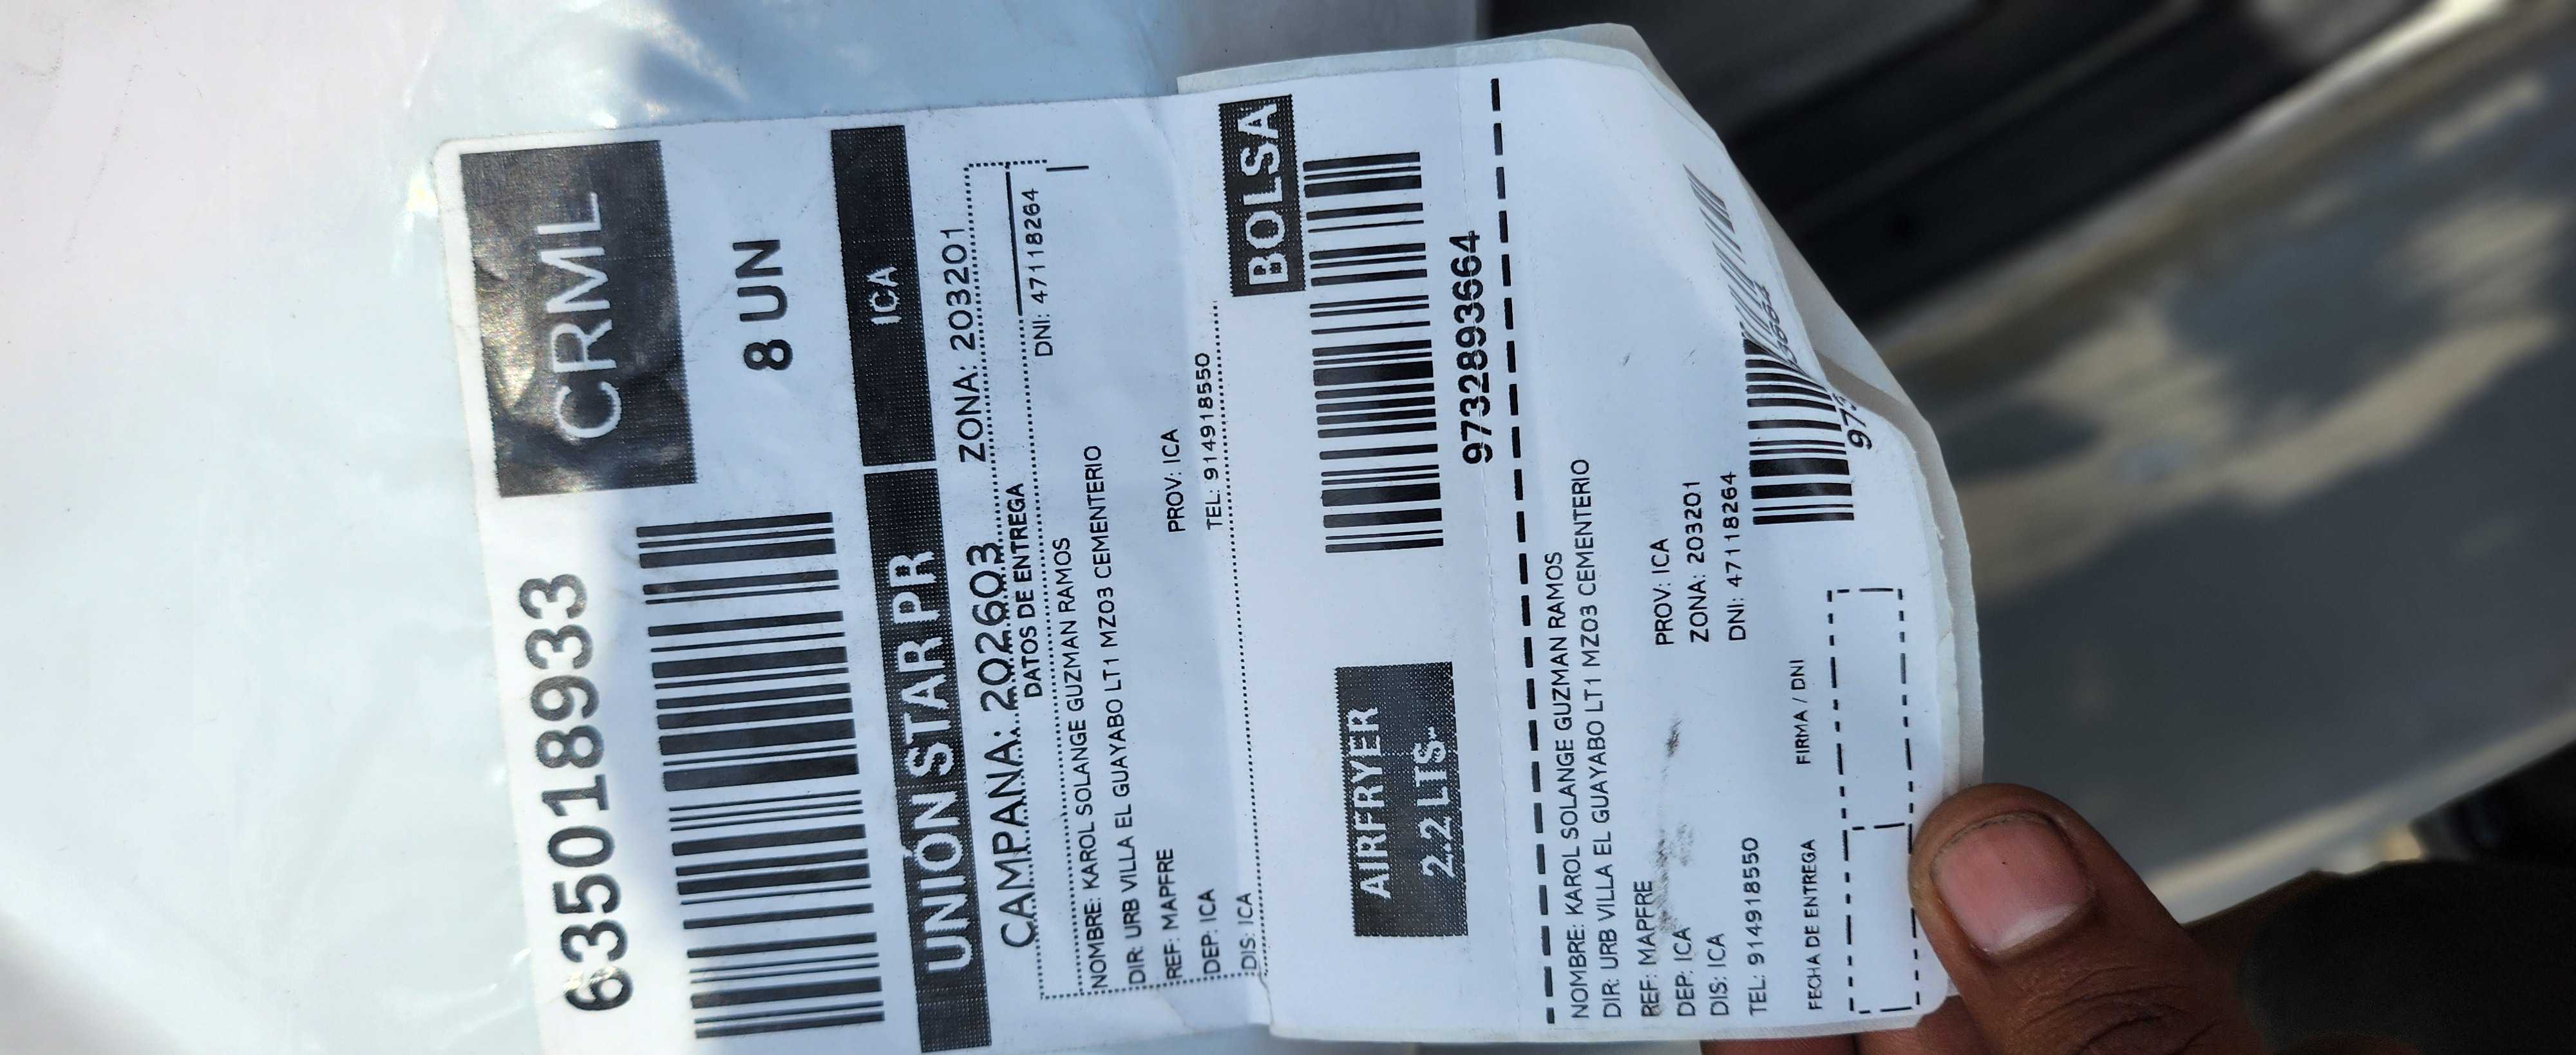 635018933
CRML
8 UN
UNIÓN STAR PR
ICA
CAMPANA: 202603
ZONA: 203201
DATOS DE ENTREGA
DNI: 47118264
NOMBRE: KAROL SOLANGE GUZMAN RAMOS
DIR: URB VILLA EL GUAYABO LT1 MZ03 CEMENTERIO
REF: MAPFRE
DEP: ICA
PROV: ICA
DIS: ICA
TEL: 914918550
BOLSA
AIRFRYER
2.2 LTS-
9732893664
NOMBRE: KAROL SOLANGE GUZMAN RAMOS
DIR: URB VILLA EL GUAYABO LT1 MZ03 CEMENTERIO
REF: MAPFRE
DEP: ICA
PROV: ICA
DIS: ICA
ZONA: 203201
TEL: 914918550
DNI: 47118264
FECHA DE ENTREGA
FIRMA / DNI